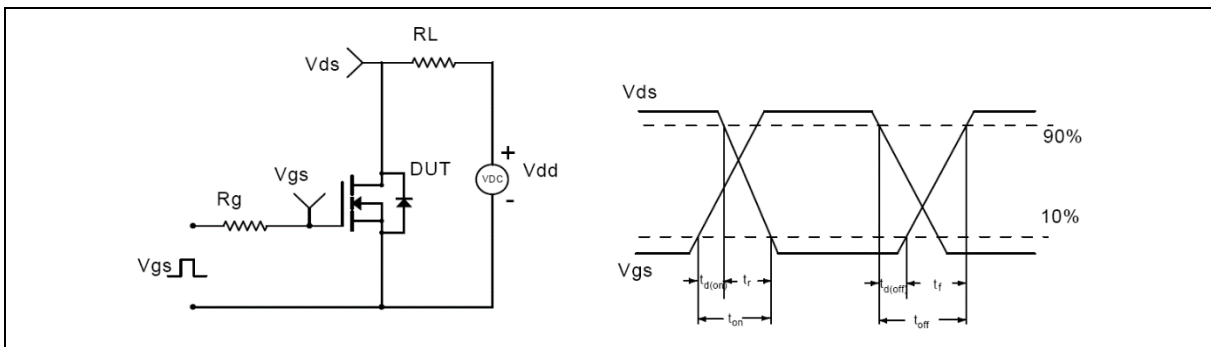 RL
Vds
Vgs
DUT
+
Vdd
VDC
-
Rg
Vgs
Vds
90%
10%
Vgs
td(on)
tr
td(off)
tf
ton
toff